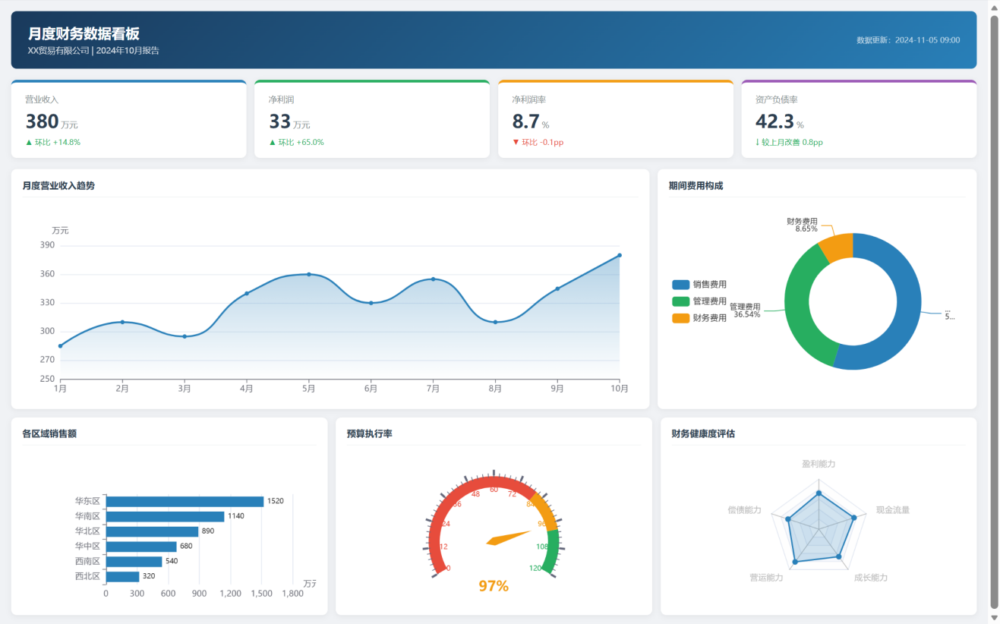 月度财务数据看板
XX贸易有限公司 | 2024年10月报告
数据更新：2024-11-05 09:00
营业收入
380 万元
▲ 环比 +14.8%
净利润
33 万元
▲ 环比 +65.0%
净利润率
8.7 %
▼ 环比 -0.1pp
资产负债率
42.3 %
↓ 较上月改善 0.8pp
月度营业收入趋势
万元
390
360
330
300
270
250
1月 2月 3月 4月 5月 6月 7月 8月 9月 10月
期间费用构成
财务费用
8.65%
销售费用
管理费用
财务费用
管理费用
36.54%
...
5...
各区域销售额
华东区 1520
华南区 1140
华北区 890
华中区 680
西南区 540
西北区 320
万元
0 300 600 900 1,200 1,500 1,800
预算执行率
0
12
24
36
48
60
72
84
96
108
120
97%
财务健康度评估
盈利能力
偿债能力
现金流量
营运能力
成长能力